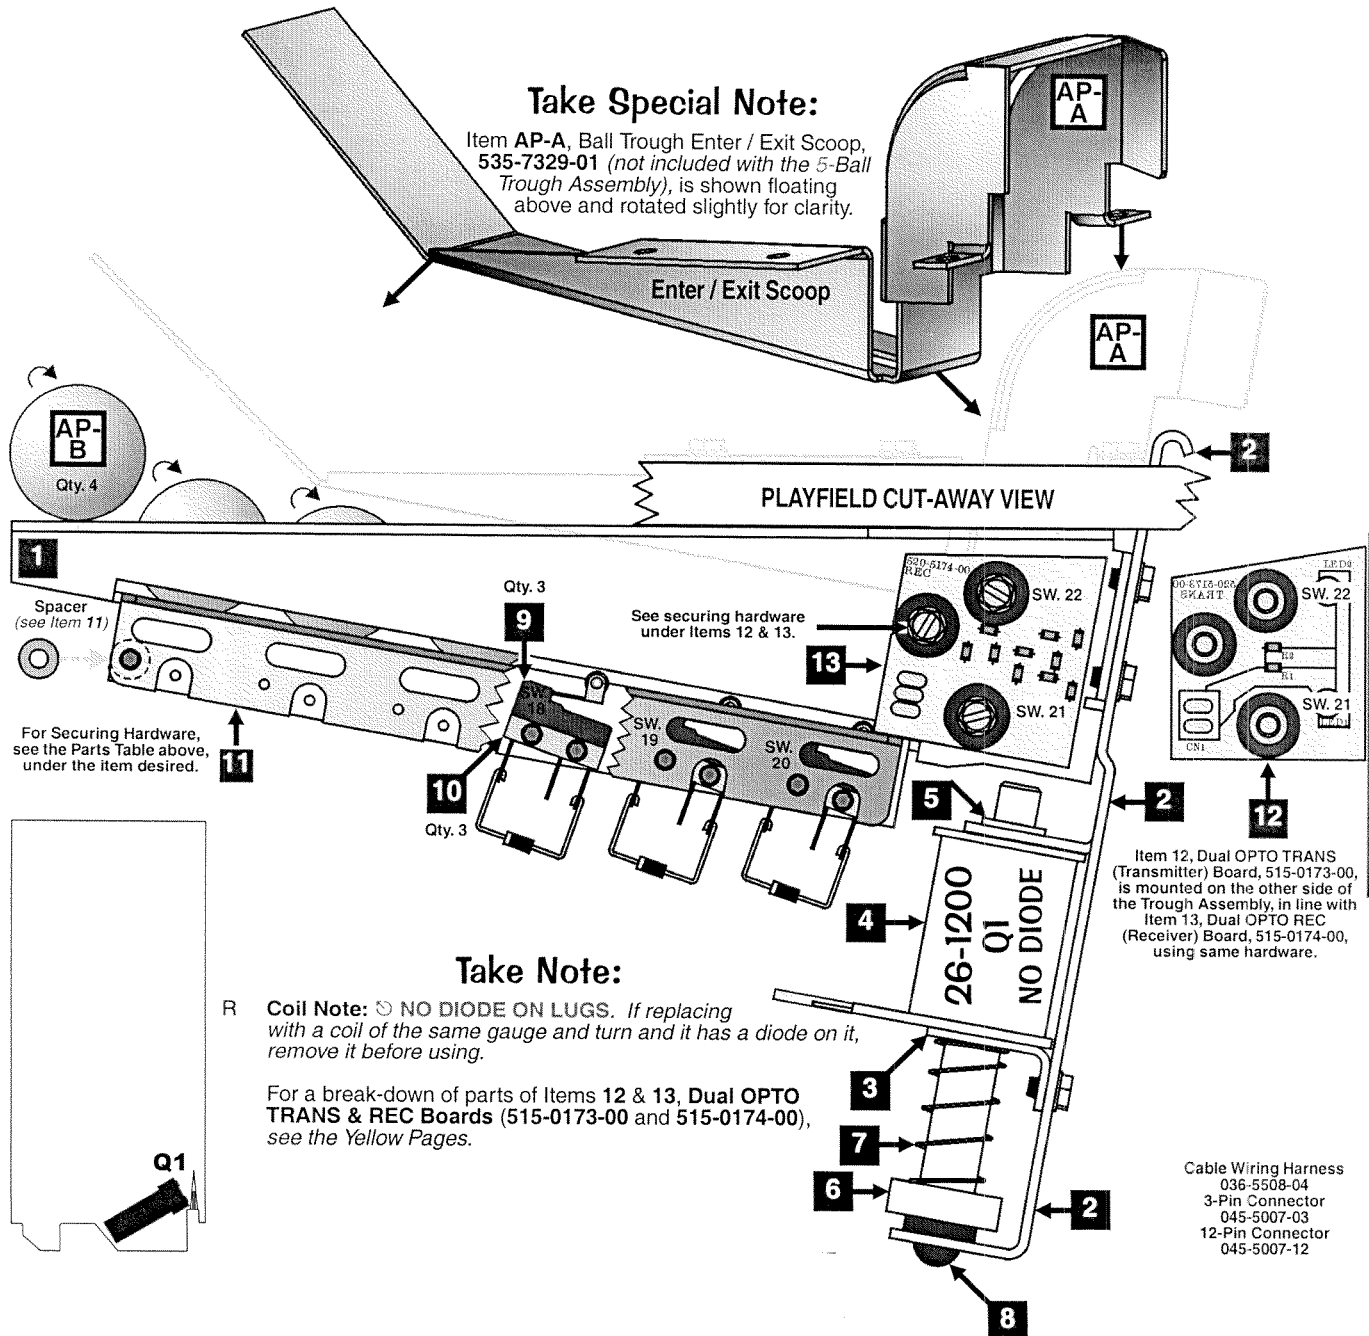 Take Special Note:
Item AP-A, Ball Trough Enter / Exit Scoop,
535-7329-01 (not included with the 5-Ball
Trough Assembly), is shown floating
above and rotated slightly for clarity.
AP-
A
Enter / Exit Scoop
AP-
A
AP-
B
Qty. 4
2
PLAYFIELD CUT-AWAY VIEW
1
Spacer
(see Item 11)
Qty. 3
9
See securing hardware
under Items 12 & 13.
13
520-5174-00
REC
SW. 22
SW. 21
520-5173-00
TRANS
SW. 22
R2
R1
SW. 21
CN1
12
SW.
18
SW.
19
SW.
20
For Securing Hardware,
see the Parts Table above,
under the item desired.
11
10
Qty. 3
5
2
Item 12, Dual OPTO TRANS
(Transmitter) Board, 515-0173-00,
is mounted on the other side of
the Trough Assembly, in line with
Item 13, Dual OPTO REC
(Receiver) Board, 515-0174-00,
using same hardware.
4
26-1200
Q1
NO DIODE
Take Note:
R Coil Note: NO DIODE ON LUGS. If replacing
with a coil of the same gauge and turn and it has a diode on it,
remove it before using.
For a break-down of parts of Items 12 & 13, Dual OPTO
TRANS & REC Boards (515-0173-00 and 515-0174-00),
see the Yellow Pages.
3
7
6
2
8
Q1
Cable Wiring Harness
036-5508-04
3-Pin Connector
045-5007-03
12-Pin Connector
045-5007-12